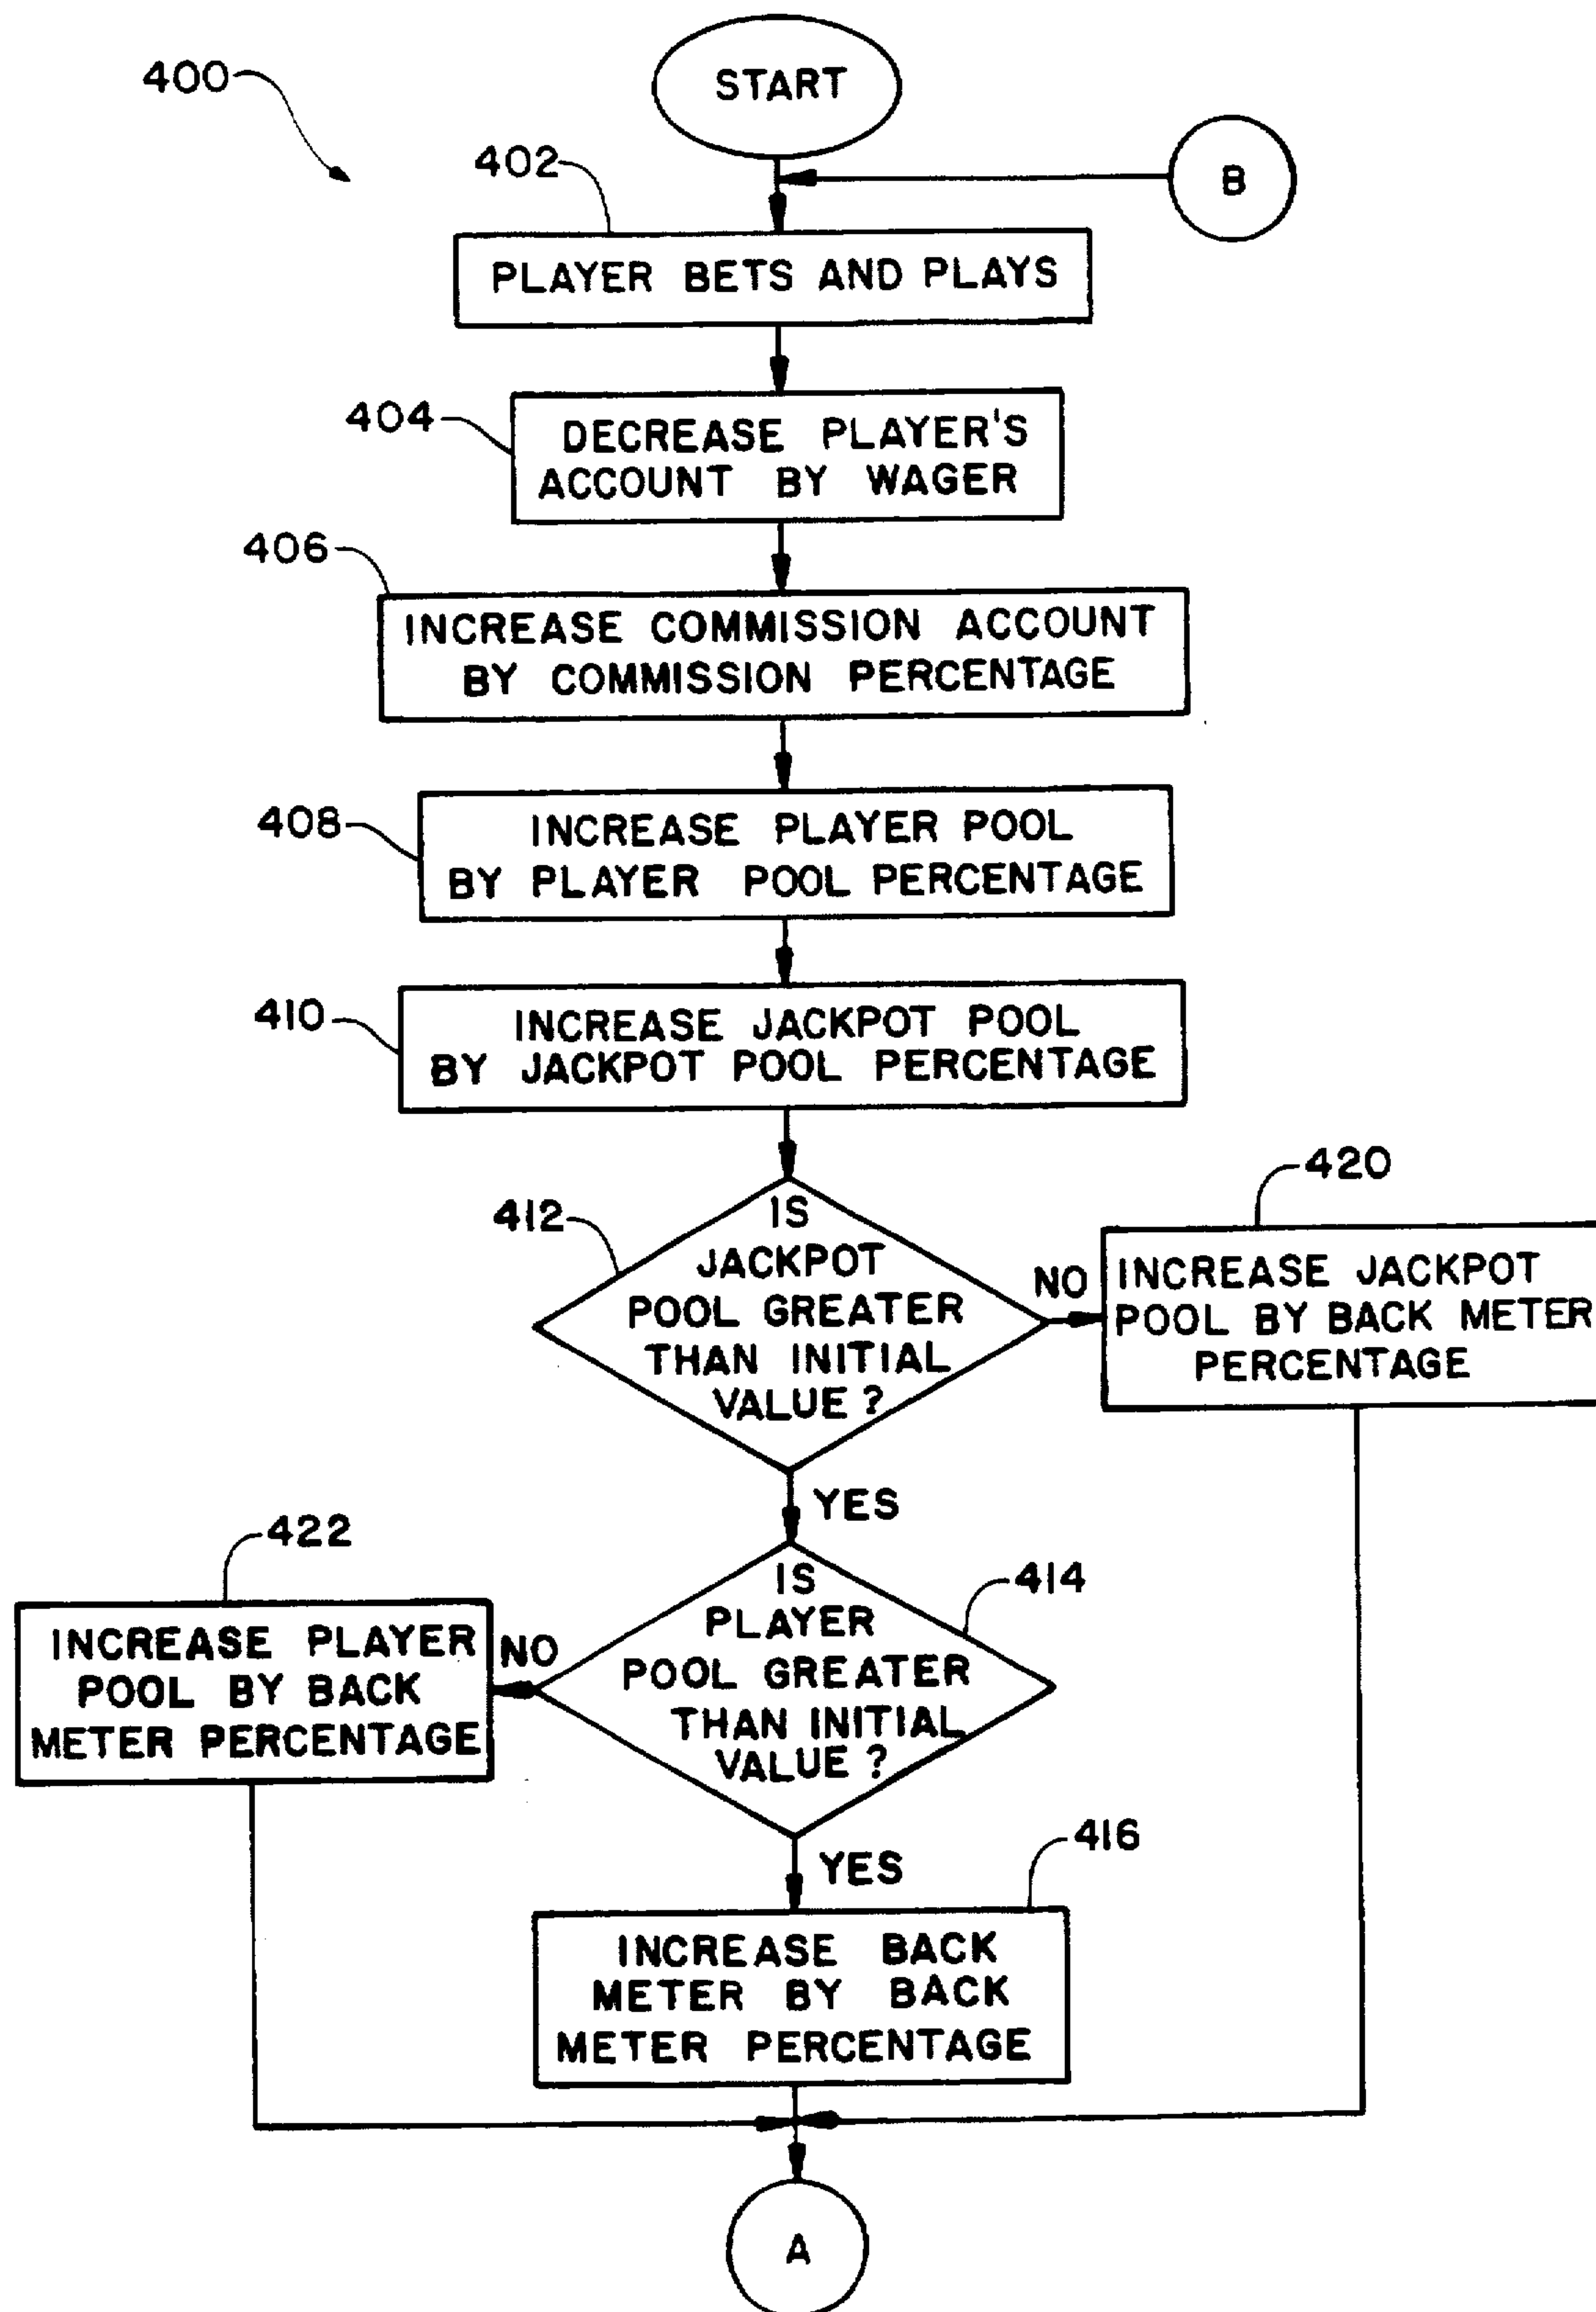 400
START
B
402
PLAYER BETS AND PLAYS
404
DECREASE PLAYER'S
ACCOUNT BY WAGER
406
INCREASE COMMISSION ACCOUNT
BY COMMISSION PERCENTAGE
408
INCREASE PLAYER POOL
BY PLAYER POOL PERCENTAGE
410
INCREASE JACKPOT POOL
BY JACKPOT POOL PERCENTAGE
412
IS
JACKPOT
POOL GREATER
THAN INITIAL
VALUE?
NO
420
INCREASE JACKPOT
POOL BY BACK METER
PERCENTAGE
YES
414
IS
PLAYER
POOL GREATER
THAN INITIAL
VALUE?
NO
422
INCREASE PLAYER
POOL BY BACK
METER PERCENTAGE
YES
416
INCREASE BACK
METER BY BACK
METER PERCENTAGE
A